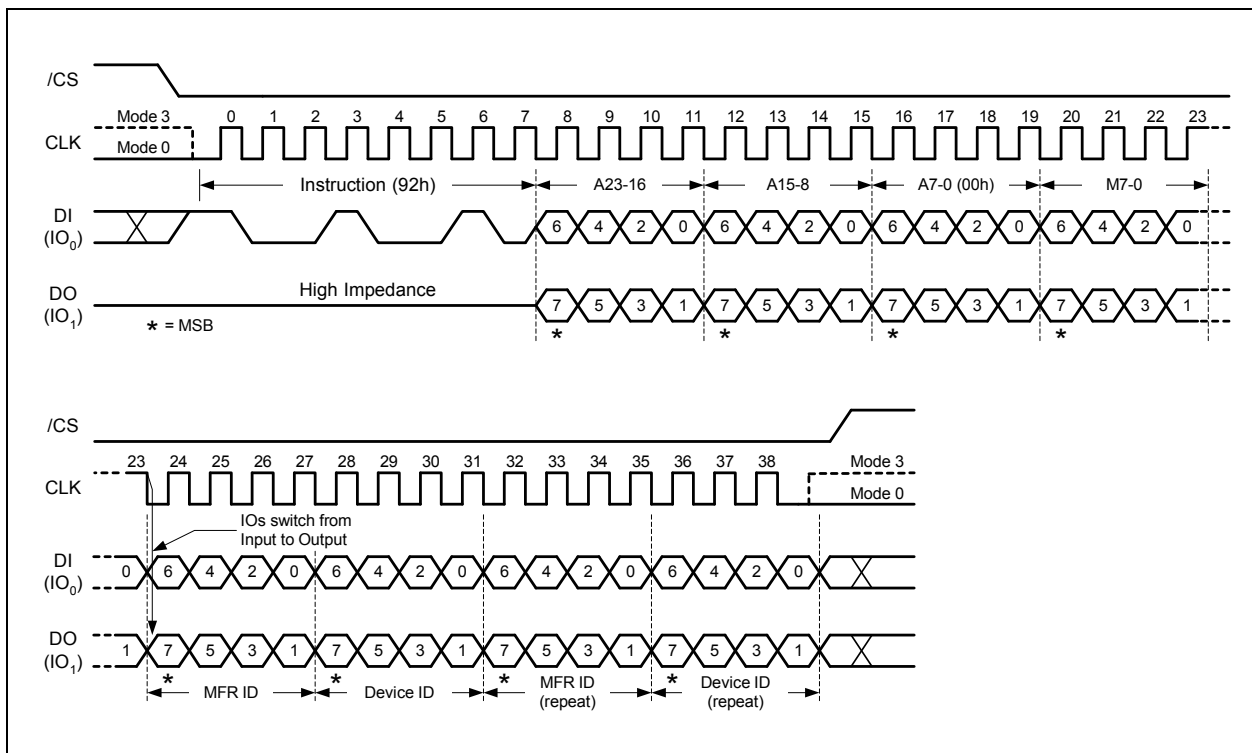 /CS
Mode 3 0 1 2 3 4 5 6 7 8 9 10 11 12 13 14 15 16 17 18 19 20 21 22 23
CLK
Mode 0
Instruction (92h) A23-16 A15-8 A7-0 (00h) M7-0
DI
(IO0) 6 4 2 0 6 4 2 0 6 4 2 0 6 4 2 0
High Impedance
DO
(IO1) 7 5 3 1 7 5 3 1 7 5 3 1 7 5 3 1
* = MSB * * * *
/CS
23 24 25 26 27 28 29 30 31 32 33 34 35 36 37 38 Mode 3
CLK
Mode 0
IOs switch from
Input to Output
DI
(IO0) 0 6 4 2 0 6 4 2 0 6 4 2 0 6 4 2 0
DO
(IO1) 1 7 5 3 1 7 5 3 1 7 5 3 1 7 5 3 1
* * * *
MFR ID Device ID MFR ID
(repeat) Device ID
(repeat)